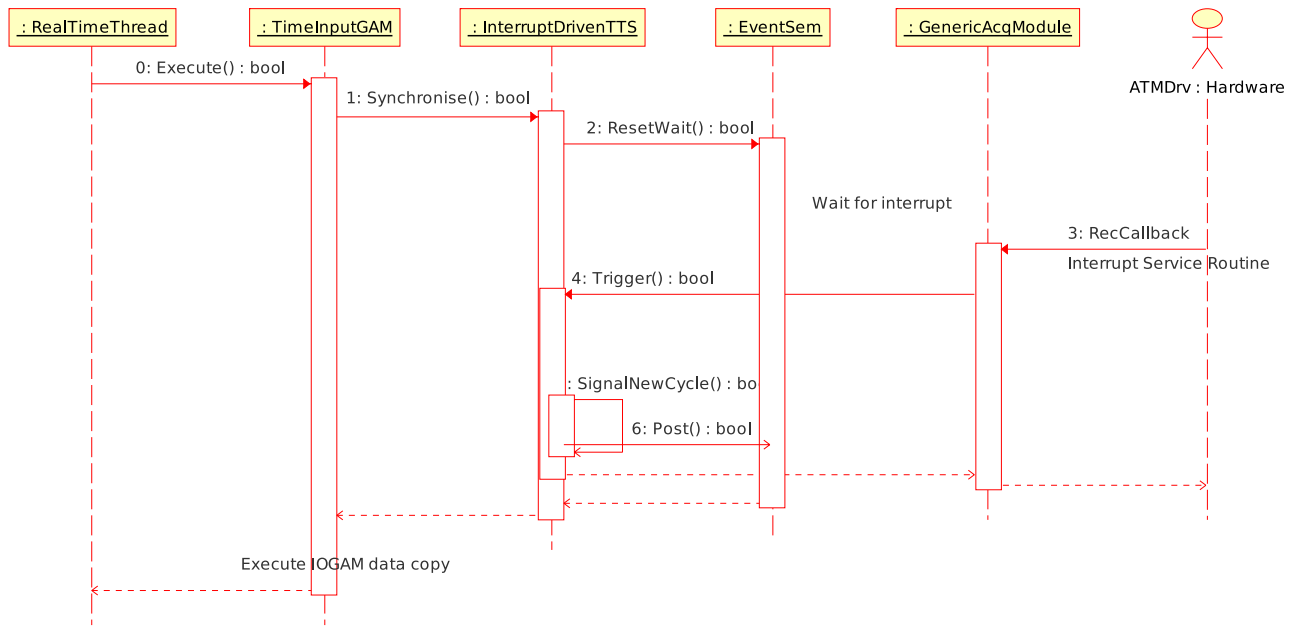 : RealTimeThread
: TimeInputGAM
: InterruptDrivenTTS
: EventSem
: GenericAcqModule
ATMDrv : Hardware
0: Execute() : bool
1: Synchronise() : bool
2: ResetWait() : bool
Wait for interrupt
3: RecCallback
Interrupt Service Routine
4: Trigger() : bool
: SignalNewCycle() : bo
6: Post() : bool
Execute IOGAM data copy